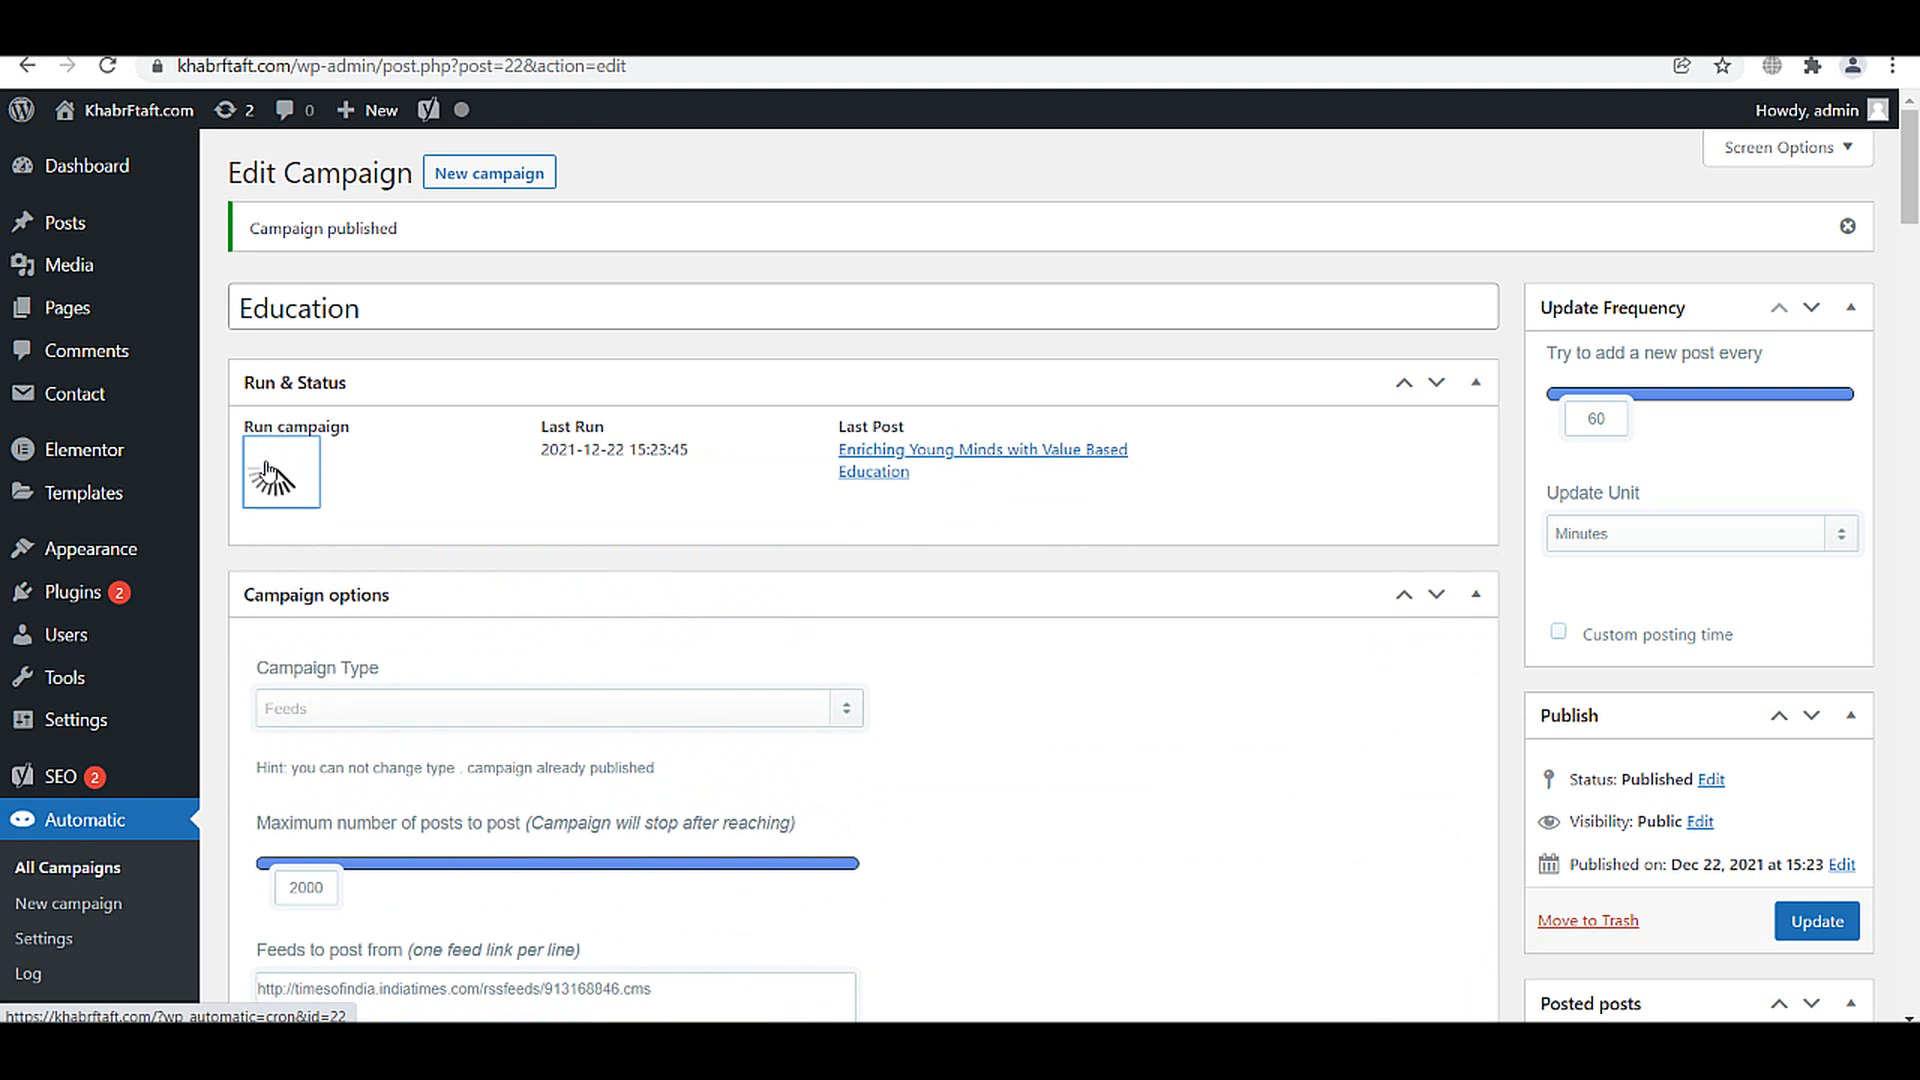 khabrftaft.com/wp-admin/post.php?post=22&action=edit
KhabrFtaft.com 2 0 New
Howdy, admin
Screen Options
Dashboard
Posts
Media
Pages
Comments
Contact
Elementor
Templates
Appearance
Plugins 2
Users
Tools
Settings
SEO 2
Automatic
All Campaigns
New campaign
Settings
Log
https://khabrftaft.com/?wp_automatic=cron&id=22
Edit Campaign New campaign
Campaign published
Education
Run & Status
Run campaign
Last Run
2021-12-22 15:23:45
Last Post
Enriching Young Minds with Value Based
Education
Campaign options
Campaign Type
Feeds
Hint: you can not change type . campaign already published
Maximum number of posts to post (Campaign will stop after reaching)
2000
Feeds to post from (one feed link per line)
http://timesofindia.indiatimes.com/rssfeeds/913168846.cms
Update Frequency
Try to add a new post every
60
Update Unit
Minutes
Custom posting time
Publish
Status: Published Edit
Visibility: Public Edit
Published on: Dec 22, 2021 at 15:23 Edit
Move to Trash
Update
Posted posts